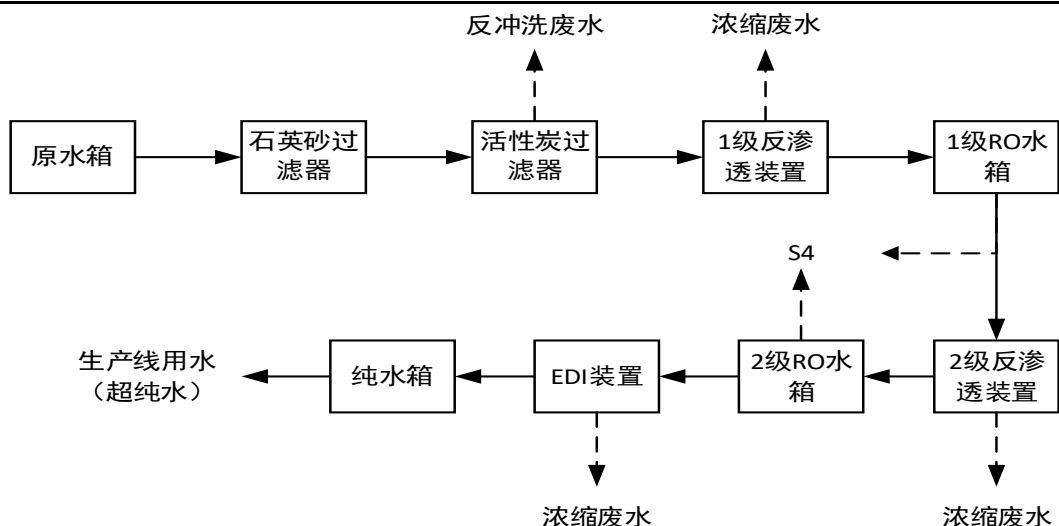 反冲洗废水
浓缩废水
原水箱
石英砂过
滤器
活性炭过
滤器
1级反渗
透装置
1级RO水
箱
S4
生产线用水
（超纯水）
纯水箱
EDI装置
2级RO水
箱
2级反渗
透装置
浓缩废水
浓缩废水